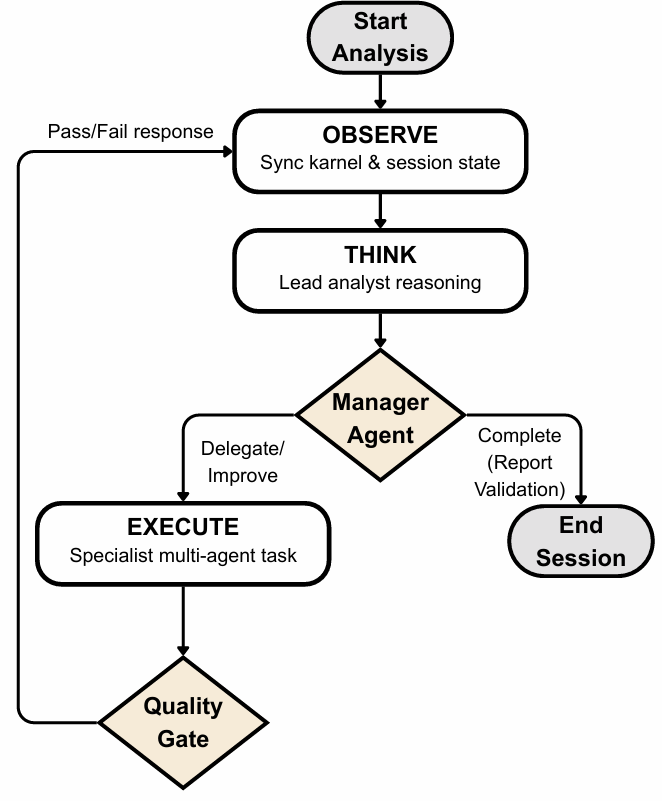 Start
Analysis
Pass/Fail response
OBSERVE
Sync karnel & session state
THINK
Lead analyst reasoning
Manager
Agent
Delegate/
Improve
Complete
(Report
Validation)
EXECUTE
Specialist multi-agent task
End
Session
Quality
Gate